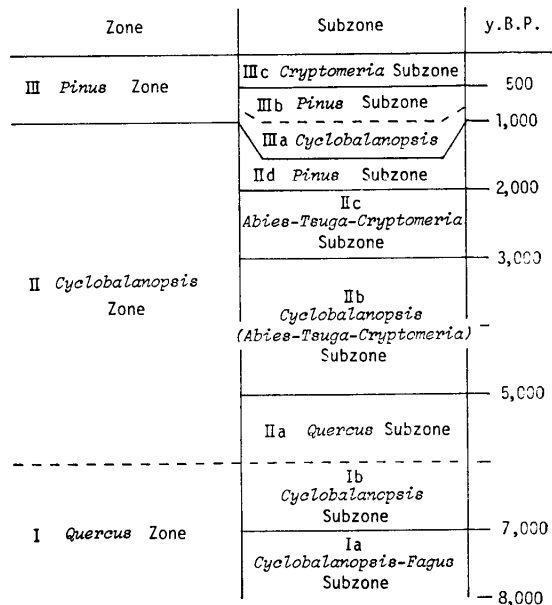 Zone Subzone y.B.P.
III Pinus Zone
IIIc Cryptomeria Subzone
500
IIIb Pinus Subzone
1,000
IIIa Cyclobalanopsis
IId Pinus Subzone
2,000
IIc
Abies-Tsuga-Cryptomeria
Subzone
3,000
II Cyclobalanopsis
Zone
IIb
Cyclobalanopsis
(Abies-Tsuga-Cryptomeria)
Subzone
5,000
IIa Quercus Subzone
Ib
Cyclobalanopsis
Subzone
7,000
I Quercus Zone
Ia
Cyclobalanopsis-Fagus
Subzone
8,000